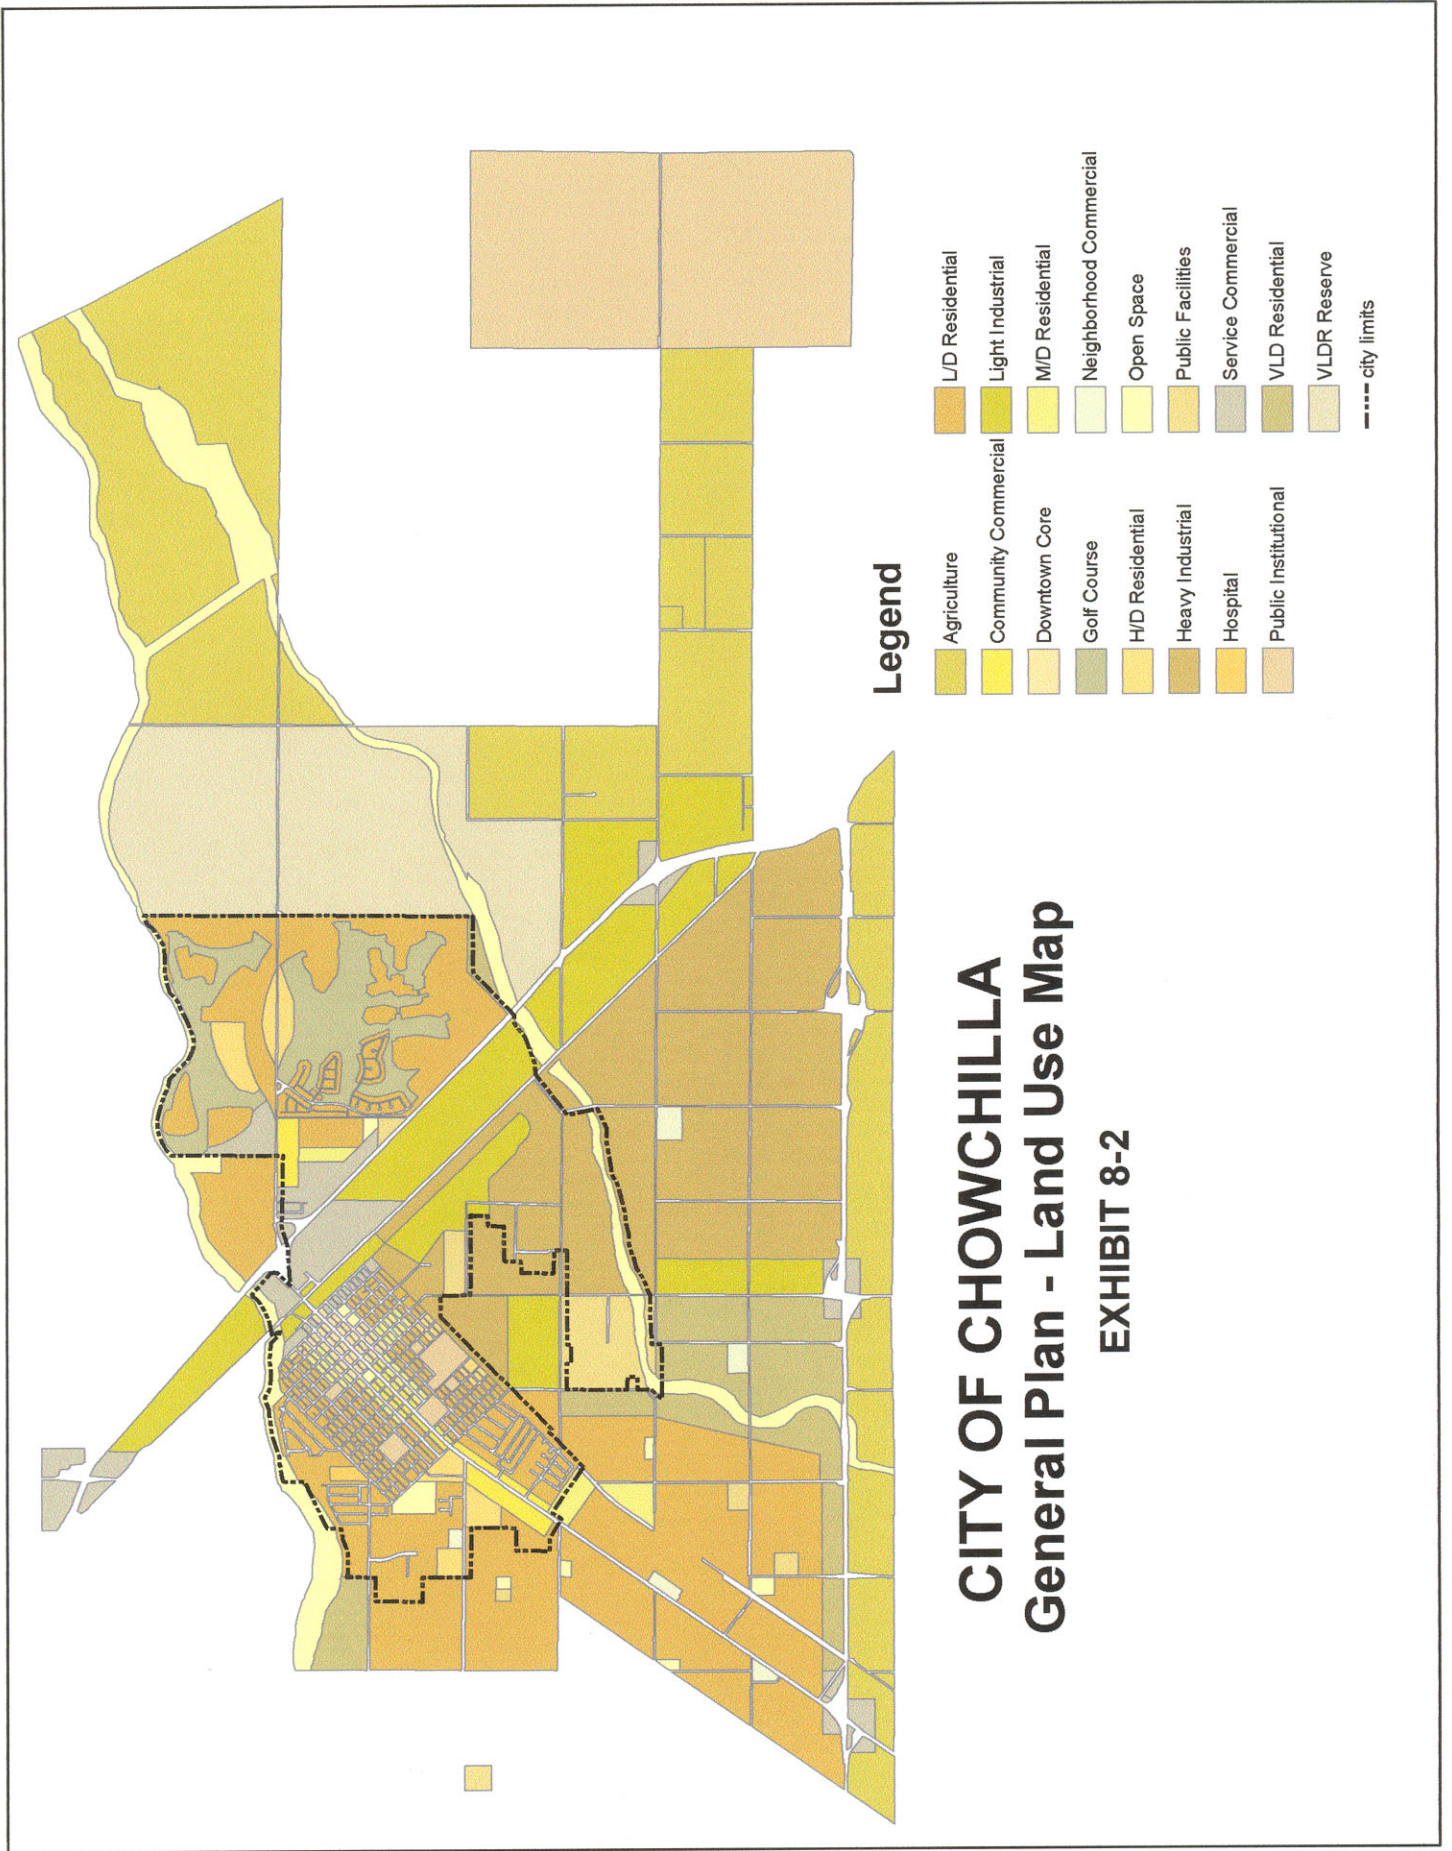 CITY OF CHOWCHILLA
General Plan - Land Use Map
EXHIBIT 8-2
Legend
Agriculture
Community Commercial
Downtown Core
Golf Course
H/D Residential
Heavy Industrial
Hospital
Public Institutional
L/D Residential
Light Industrial
M/D Residential
Neighborhood Commercial
Open Space
Public Facilities
Service Commercial
VLD Residential
VLDR Reserve
city limits